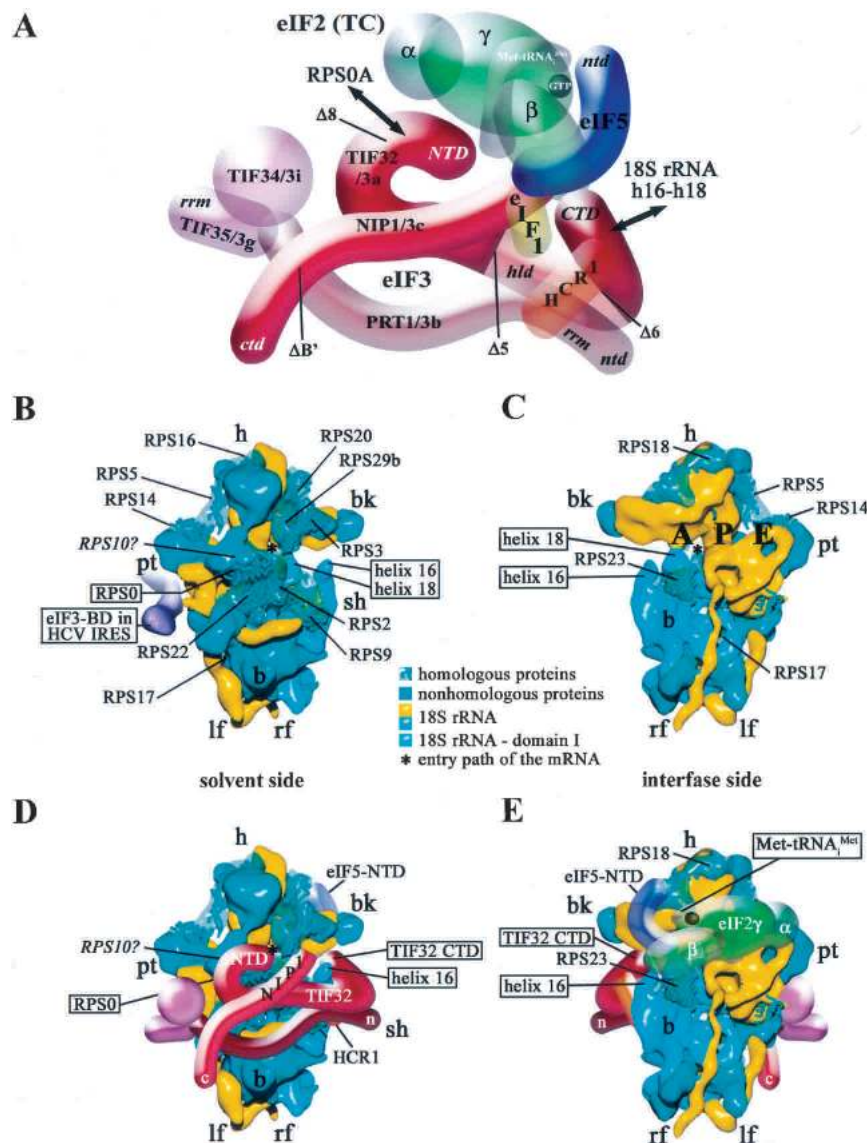 A
eIF2 (TC)
α
γ
Met-tRNAᵢᴹᵉᵗ
GTP
ntd
β
eIF5
RPS0A
Δ8
TIF32
/3a
NTD
TIF34/3i
rrm
TIF35/3g
NIP1/3c
eIF1
CTD
18S rRNA
h16-h18
eIF3
hld
HCR1
PRT1/3b
ctd
ΔB'
Δ5
Δ6
rrm
ntd
B
h
RPS16
RPS20
RPS29b
RPS5
RPS14
bk
RPS10?
RPS3
pt
*
RPS0
helix 16
helix 18
eIF3-BD in
HCV IRES
sh
RPS2
RPS22
RPS9
RPS17
b
lf
rf
solvent side
C
h
RPS18
RPS5
bk
RPS14
A P E
helix 18
*
pt
RPS23
helix 16
b
RPS17
rf
lf
interfase side
homologous proteins
nonhomologous proteins
18S rRNA
18S rRNA - domain I
* entry path of the mRNA
D
h
eIF5-NTD
bk
RPS10?
*
pt
NTD
TIF32 CTD
NIP1
helix 16
RPS0
TIF32
n
sh
HCR1
c
b
lf
rf
E
h
Met-tRNAᵢᴹᵉᵗ
RPS18
eIF5-NTD
bk
eIF2γ
α
TIF32 CTD
β
pt
RPS23
helix 16
n
b
c
rf
lf